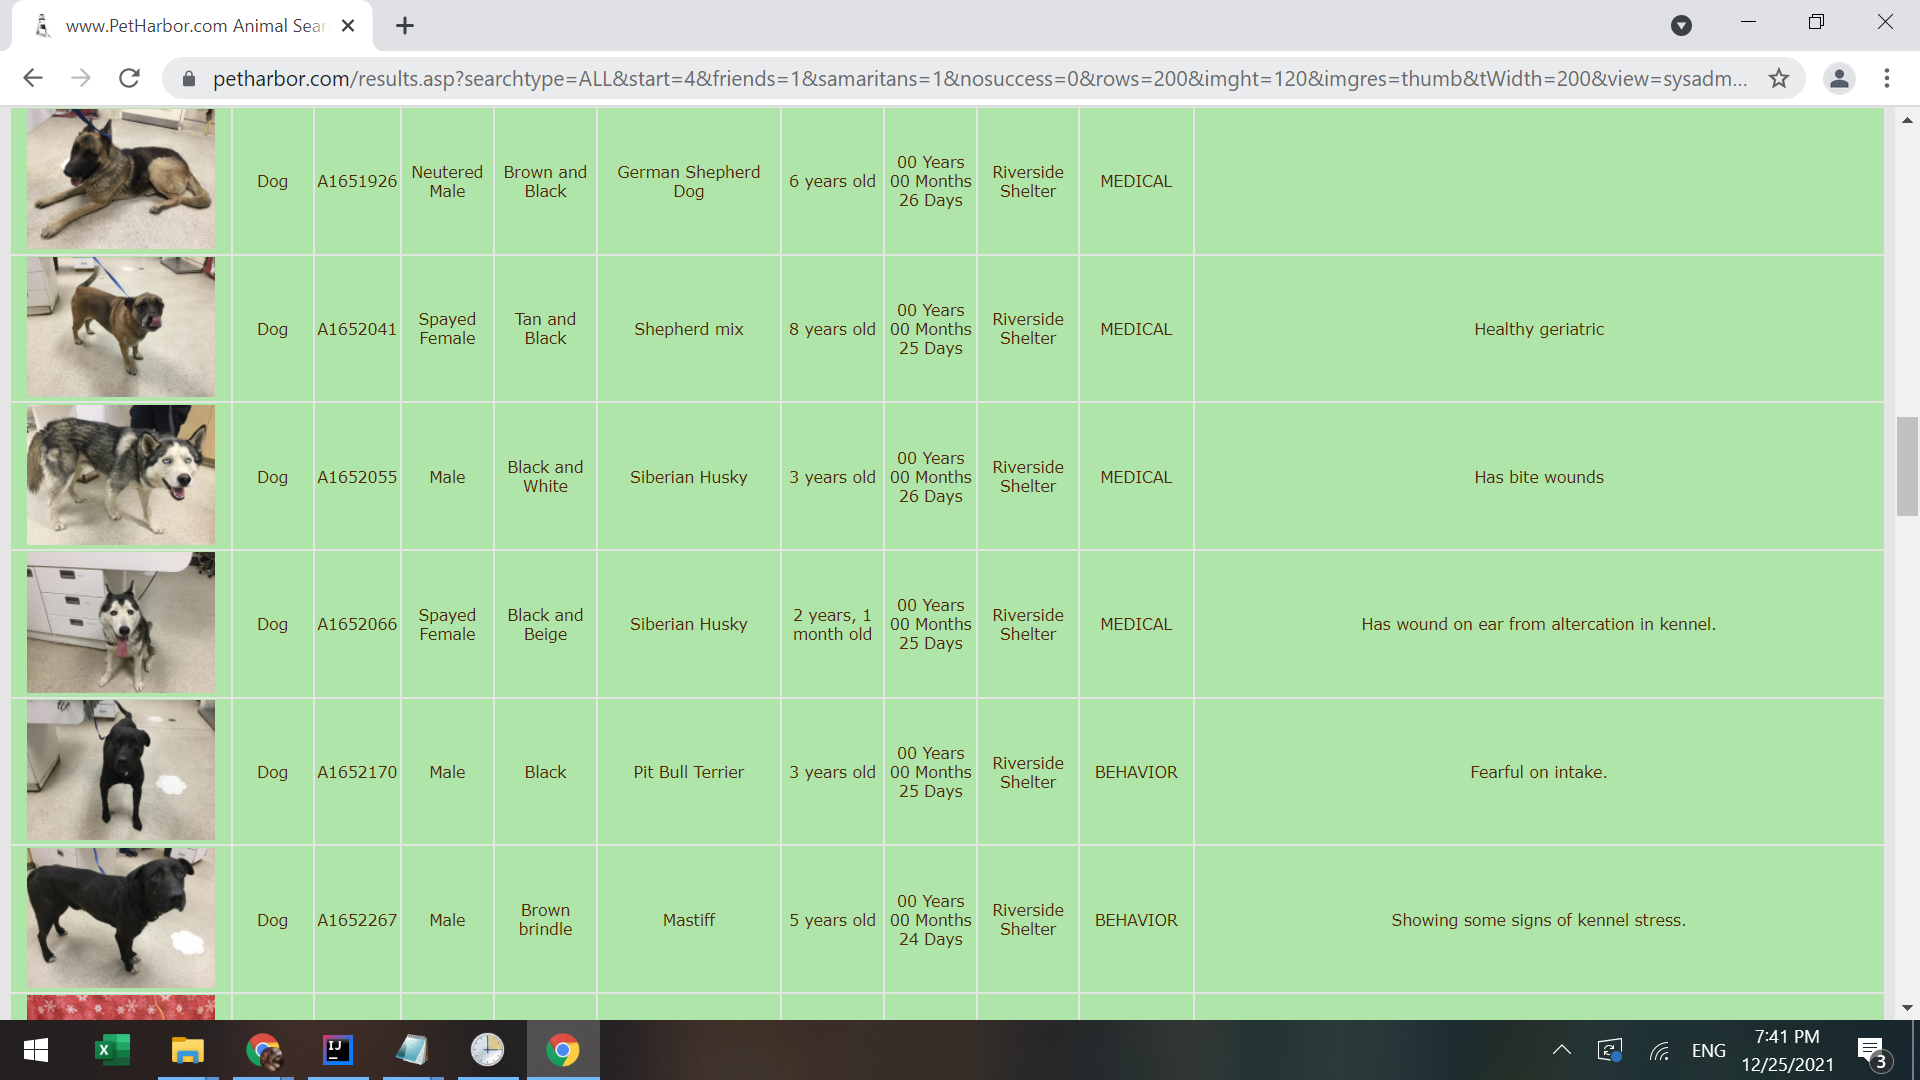 www.PetHarbor.com Animal Sear
petharbor.com/results.asp?searchtype=ALL&start=4&friends=1&samaritans=1&nosuccess=0&rows=200&imght=120&imgres=thumb&tWidth=200&view=sysadm...
Dog
A1651926
Neutered
Male
Brown and
Black
German Shepherd
Dog
6 years old
00 Years
00 Months
26 Days
Riverside
Shelter
MEDICAL
Dog
A1652041
Spayed
Female
Tan and
Black
Shepherd mix
8 years old
00 Years
00 Months
25 Days
Riverside
Shelter
MEDICAL
Healthy geriatric
Dog
A1652055
Male
Black and
White
Siberian Husky
3 years old
00 Years
00 Months
26 Days
Riverside
Shelter
MEDICAL
Has bite wounds
Dog
A1652066
Spayed
Female
Black and
Beige
Siberian Husky
2 years, 1
month old
00 Years
00 Months
25 Days
Riverside
Shelter
MEDICAL
Has wound on ear from altercation in kennel.
Dog
A1652170
Male
Black
Pit Bull Terrier
3 years old
00 Years
00 Months
25 Days
Riverside
Shelter
BEHAVIOR
Fearful on intake.
Dog
A1652267
Male
Brown
brindle
Mastiff
5 years old
00 Years
00 Months
24 Days
Riverside
Shelter
BEHAVIOR
Showing some signs of kennel stress.
X
IJ
ENG
7:41 PM
12/25/2021
3